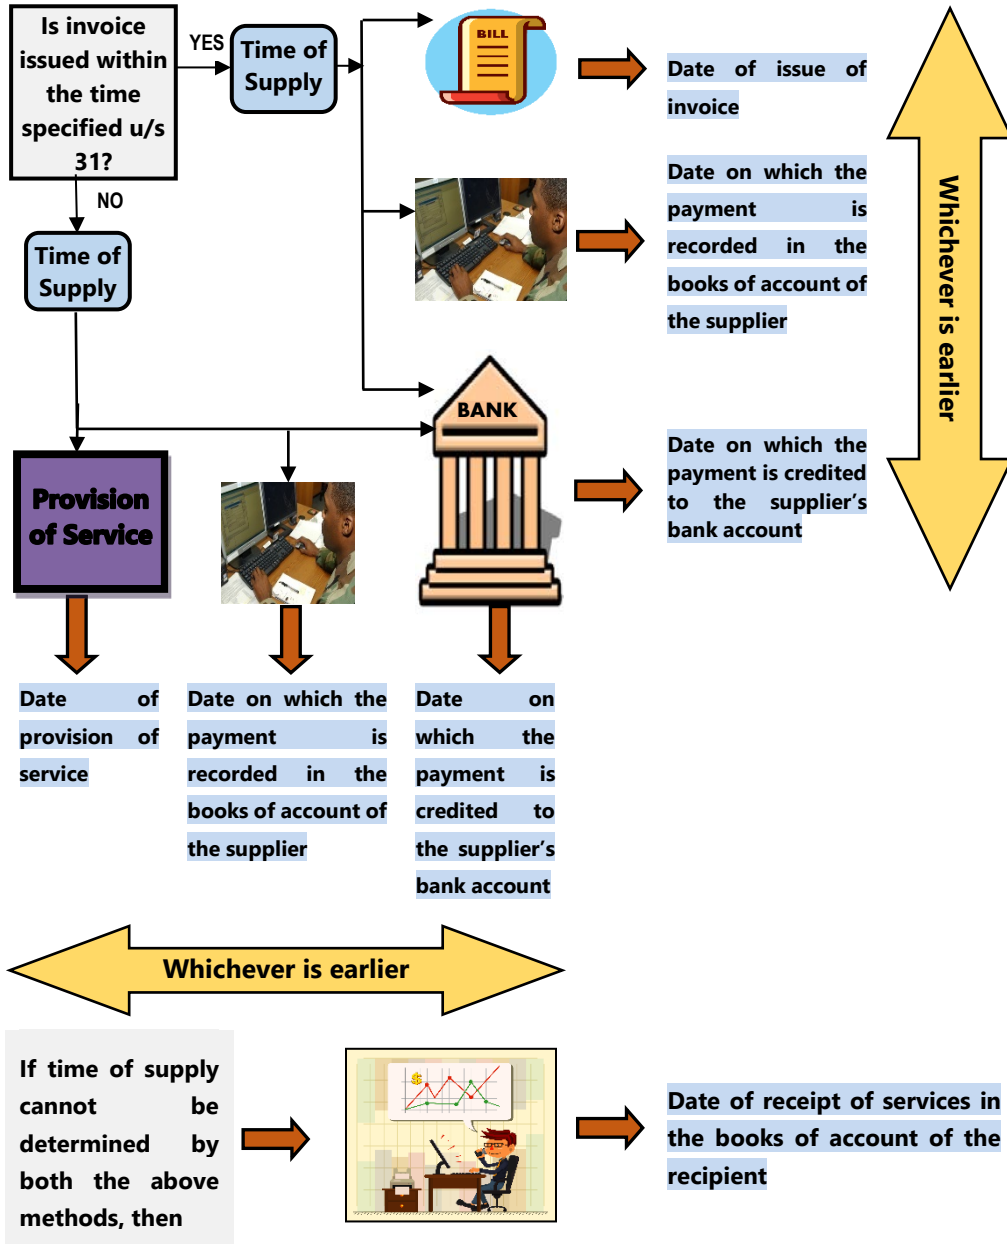 Is invoice
issued within
the time
specified u/s
31?
YES
Time of
Supply
BILL
Date of issue of
invoice
NO
Time of
Supply
Date on which the
payment is
recorded in the
books of account of
the supplier
Whichever is earlier
BANK
Date on which the
payment is credited
to the supplier's
bank account
Provision
of Service
Date of
provision of
service
Date on which the
payment is
recorded in the
books of account of
the supplier
Date on
which the
payment is
credited to
the supplier's
bank account
Whichever is earlier
If time of supply
cannot be
determined by
both the above
methods, then
$
Date of receipt of services in
the books of account of the
recipient